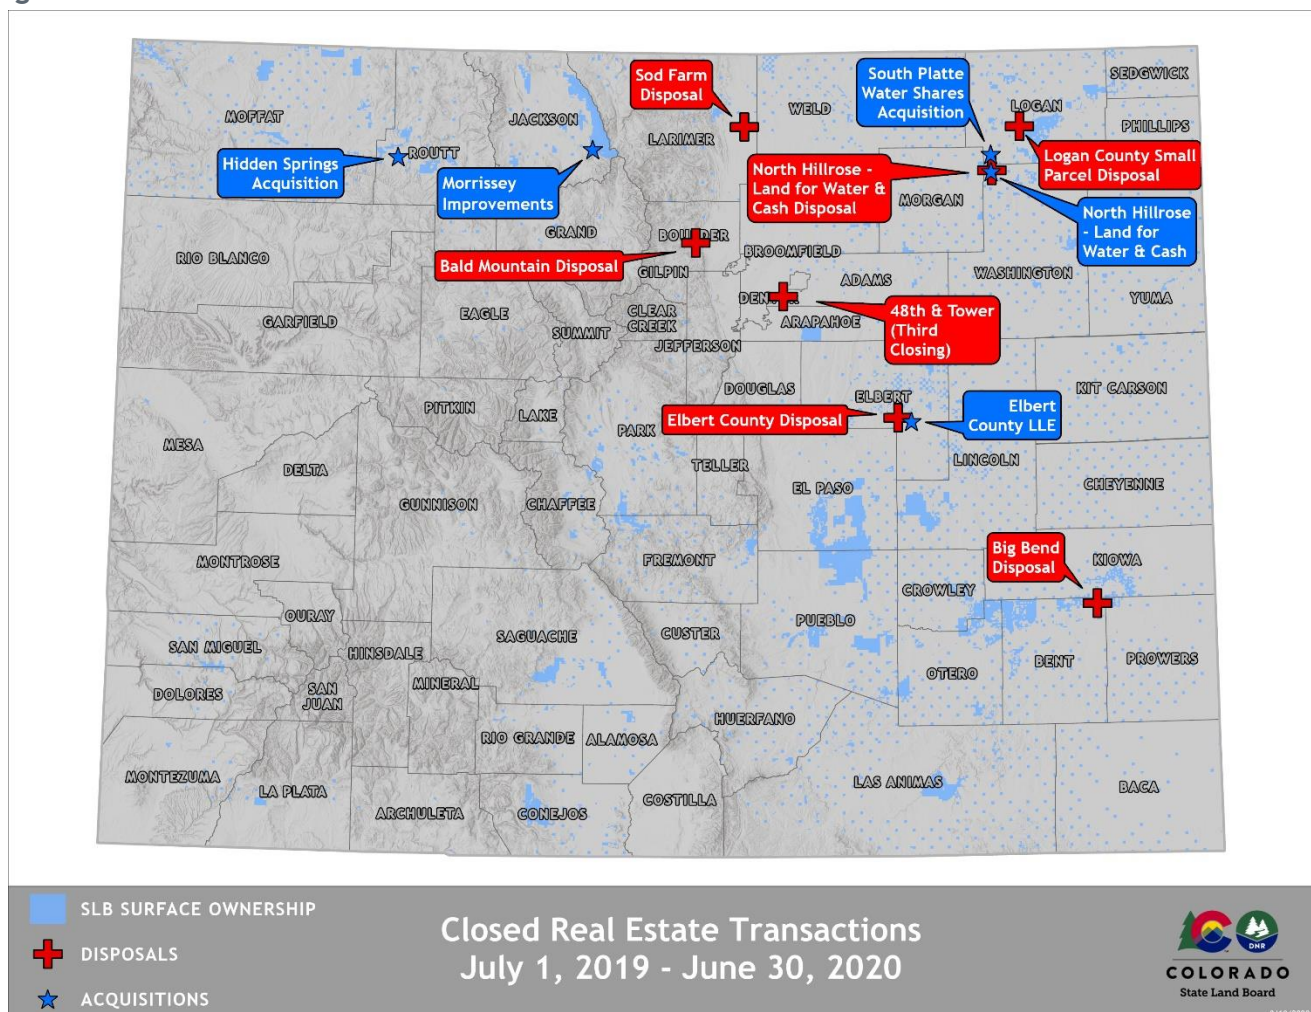 SEDGWICK
South Platte
Water Shares
Acquisition
Sod Farm
Disposal
MOFFAT
JACKSON
LARIMER
WELD
LOGAN
PHILLIPS
Hidden Springs
Acquisition
ROUTT
Morrissey
Improvements
North Hillrose -
Land for Water &
Cash Disposal
Logan County Small
Parcel Disposal
MORGAN
North Hillrose
- Land for
Water & Cash
GRAND
BOULDER
BROOMFIELD
RIO BLANCO
Bald Mountain Disposal
GILPIN
ADAMS
WASHINGTON
YUMA
GARFIELD
EAGLE
SUMMIT
CLEAR
CREEK
ARAPAHOE
48th & Tower
(Third
Closing)
JEFFERSON
DOUGLAS
ELBERT
KIT CARSON
PITKIN
LAKE
PARK
Elbert County Disposal
Elbert
County LLE
MESA
DELTA
TELLER
LINCOLN
GUNNISON
CHAFFEE
EL PASO
CHEYENNE
MONTROSE
FREMONT
Big Bend
Disposal
KIOWA
CROWLEY
OURAY
SAGUACHE
CUSTER
PUEBLO
SAN MIGUEL
HINSDALE
BENT
PROWERS
DOLORES
SAN
JUAN
MINERAL
OTERO
HUERFANO
RIO GRANDE
ALAMOSA
MONTEZUMA
LA PLATA
ARCHULETA
CONEJOS
COSTILLA
LAS ANIMAS
BACA
SLB SURFACE OWNERSHIP
DISPOSALS
ACQUISITIONS
Closed Real Estate Transactions
July 1, 2019 - June 30, 2020
DNR
COLORADO
State Land Board